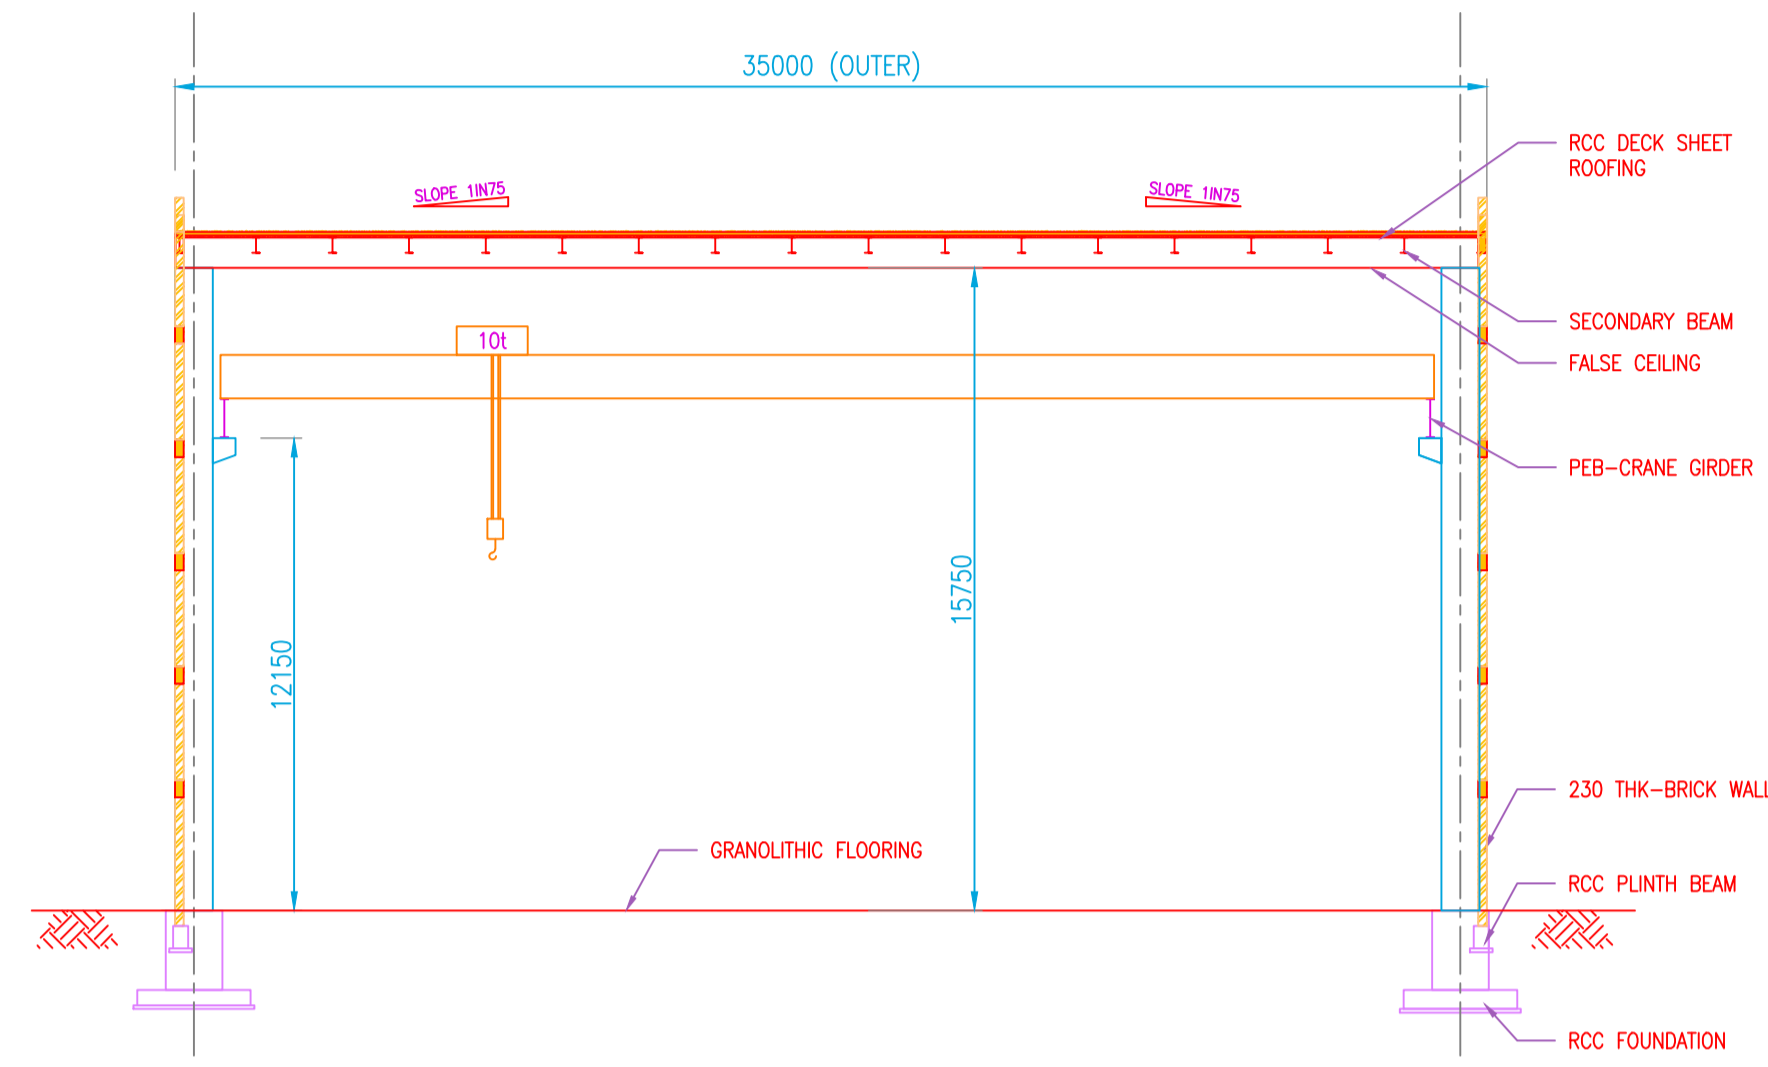 35000 (OUTER)
RCC DECK SHEET
ROOFING
SLOPE 1IN75
SLOPE 1IN75
SECONDARY BEAM
10t
FALSE CEILING
PEB-CRANE GIRDER
15750
12150
230 THK-BRICK WALL
GRANOLITHIC FLOORING
RCC PLINTH BEAM
RCC FOUNDATION